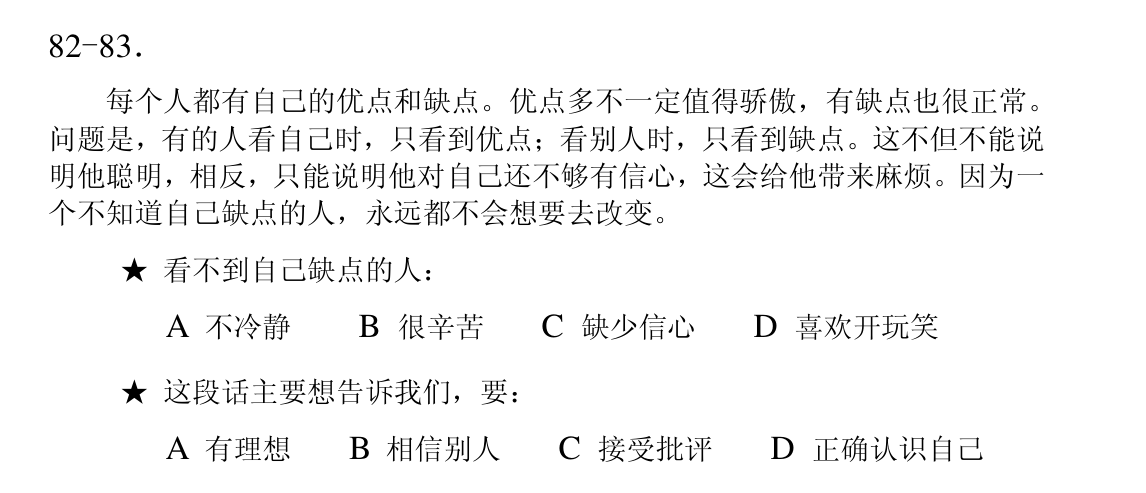 82-83.
每个人都有自己的优点和缺点。优点多不一定值得骄傲，有缺点也很正常。
问题是，有的人看自己时，只看到优点；看别人时，只看到缺点。这不但不能说
明他聪明，相反，只能说明他对自己还不够有信心，这会给他带来麻烦。因为一
个不知道自己缺点的人，永远都不会想要去改变。
★ 看不到自己缺点的人：
A 不冷静 B 很辛苦 C 缺少信心 D 喜欢开玩笑
★ 这段话主要想告诉我们，要：
A 有理想 B 相信别人 C 接受批评 D 正确认识自己